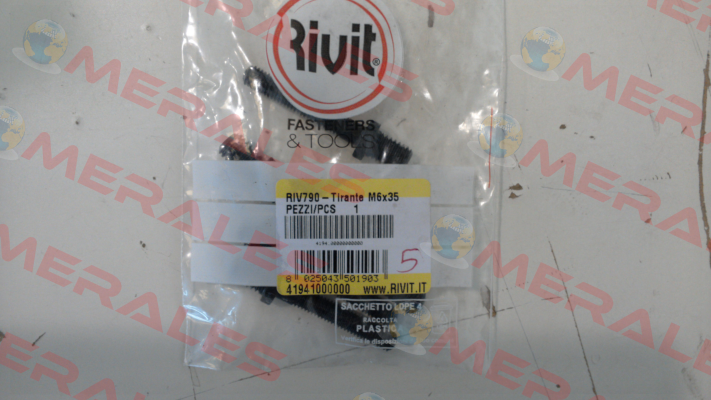 Rivit®
FASTENERS
& TOOLS
RIV790 - Tirante M6x35
PEZZI/PCS 1
8 025043 501903
5
41941000000 WWW.RIVIT.IT
SACCHETTO LDPE 4
RACCOLTA
PLASTICA
MERALES
MERALES
MERALES
MERALES
MERALES
MERALES